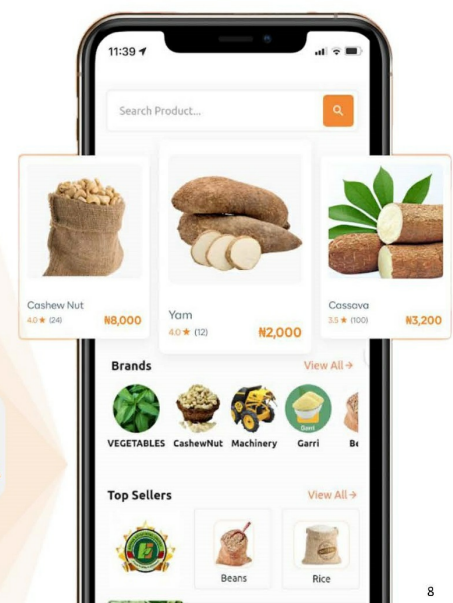 11:39
Search Product...
Cashew Nut
4.0 ★ (24) ₦8,000
Yam
4.0 ★ (12) ₦2,000
Cassava
3.5 ★ (100) ₦3,200
Brands View All →
VEGETABLES CashewNut Machinery Garri Be
Top Sellers View All →
Beans
Rice
8